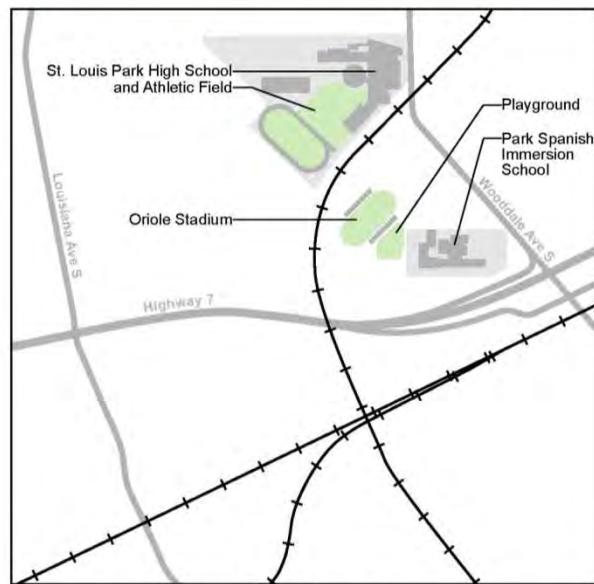 St. Louis Park High School
and Athletic Field
Playground
Park Spanish
Immersion
School
Oriole Stadium
Louisiana Ave S
Wooddale Ave S
Highway 7